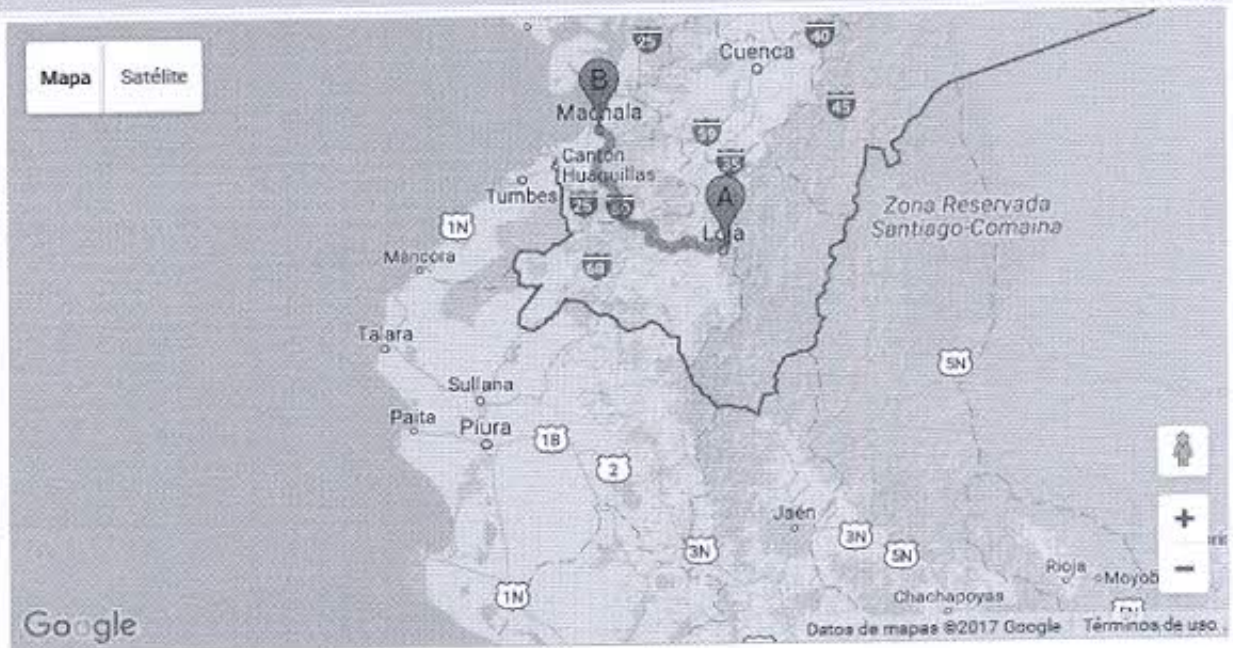 Mapa Satélite
25
40
Cuenca
B
Machala
45
59
35
Cantón
Huaquillas
A
Tumbes
25
50
Zona Reservada
Santiago-Comaina
1N
Loja
Máncora
69
Talara
5N
Sullana
Paita
Piura
1B
2
Jaén
3N
3N
5N
Rioja
Moyob
1N
Chachapoyas
+
−
Google
Datos de mapas ©2017 Google Términos de uso